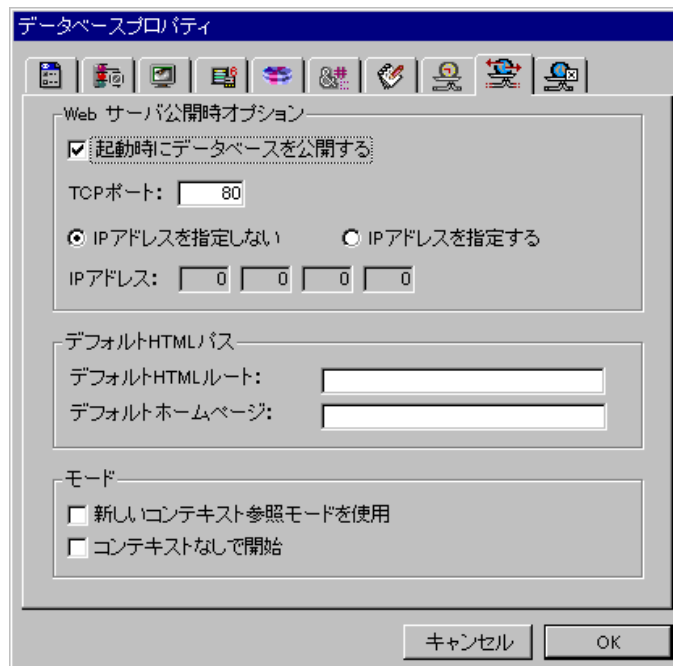 データベースプロパティ
Web サーバ公開時オプション
起動時にデータベースを公開する
TCPポート: 80
IPアドレスを指定しない IPアドレスを指定する
IPアドレス: 0 0 0 0
デフォルトHTMLパス
デフォルトHTMLルート:
デフォルトホームページ:
モード
新しいコンテキスト参照モードを使用
コンテキストなしで開始
キャンセル OK